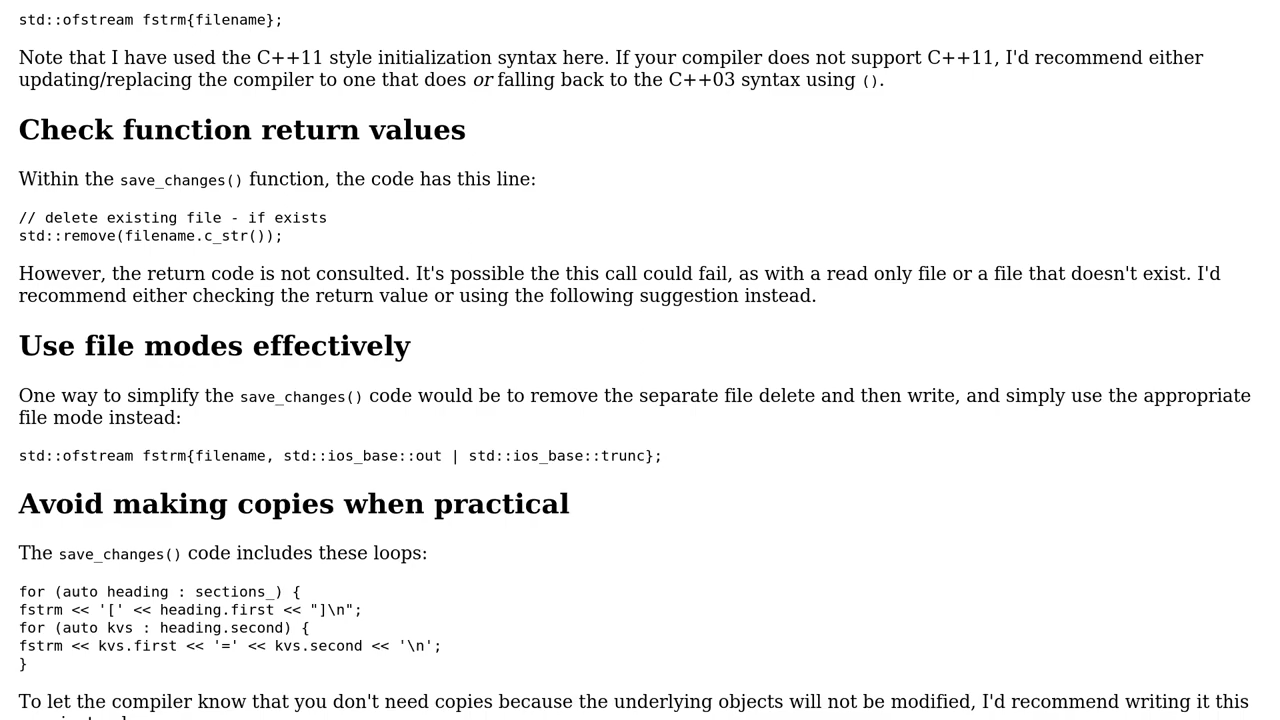 std::ofstream fstrm{filename};
Note that I have used the C++11 style initialization syntax here. If your compiler does not support C++11, I'd recommend either
updating/replacing the compiler to one that does or falling back to the C++03 syntax using ().
Check function return values
Within the save_changes() function, the code has this line:
// delete existing file - if exists
std::remove(filename.c_str());
However, the return code is not consulted. It's possible the this call could fail, as with a read only file or a file that doesn't exist. I'd
recommend either checking the return value or using the following suggestion instead.
Use file modes effectively
One way to simplify the save_changes() code would be to remove the separate file delete and then write, and simply use the appropriate
file mode instead:
std::ofstream fstrm{filename, std::ios_base::out | std::ios_base::trunc};
Avoid making copies when practical
The save_changes() code includes these loops:
for (auto heading : sections_) {
fstrm << '[' << heading.first << "]\n";
for (auto kvs : heading.second) {
fstrm << kvs.first << '=' << kvs.second << '\n';
}
To let the compiler know that you don't need copies because the underlying objects will not be modified, I'd recommend writing it this